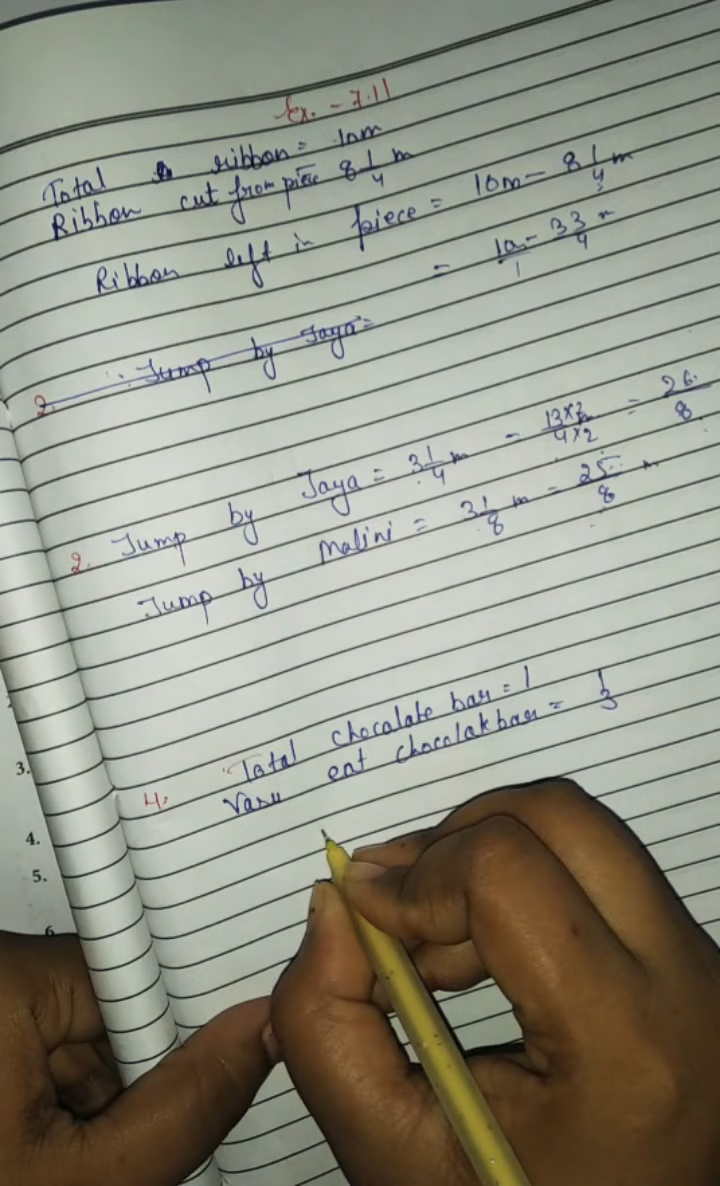 Ex. - 7.11
Total ribbon = 10m
Ribbon cut from piece 8 1/4 m
Ribbon left in piece = 10m - 8 1/4 m
= 10/1 - 33/4 m
2. ∴ Jump by Jaya =
2. Jump by Jaya = 3 1/4 m - 13×2/4×2 = 26/8
Jump by Malini = 3 1/8 m - 25/8 m
4. Total chocalate bar = 1
Vasu eat chocolate bar = 1/3
3.
4.
5.
6